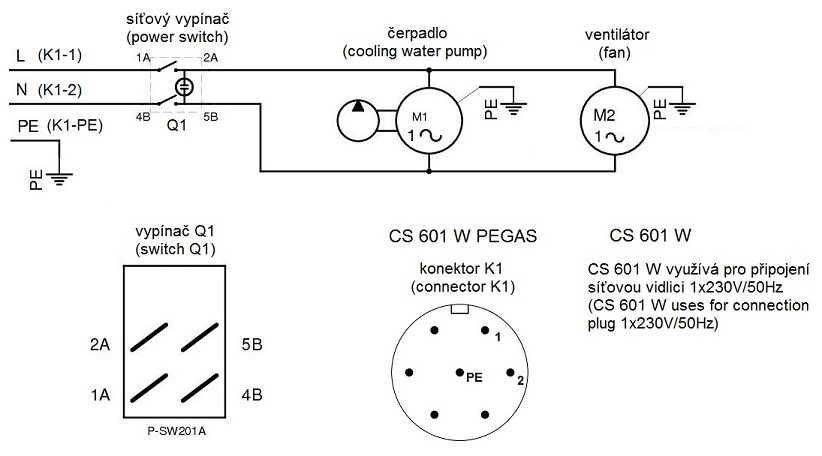 síťový vypínač
(power switch)
čerpadlo
(cooling water pump)
ventilátor
(fan)
L (K1-1)
1A
2A
N (K1-2)
4B
5B
Q1
PE (K1-PE)
PE
M1
1
PE
M2
1
PE
vypínač Q1
(switch Q1)
2A
5B
1A
4B
P-SW201A
CS 601 W PEGAS
konektor K1
(connector K1)
1
PE
2
CS 601 W
CS 601 W využívá pro připojení
síťovou vidlici 1x230V/50Hz
(CS 601 W uses for connection
plug 1x230V/50Hz)